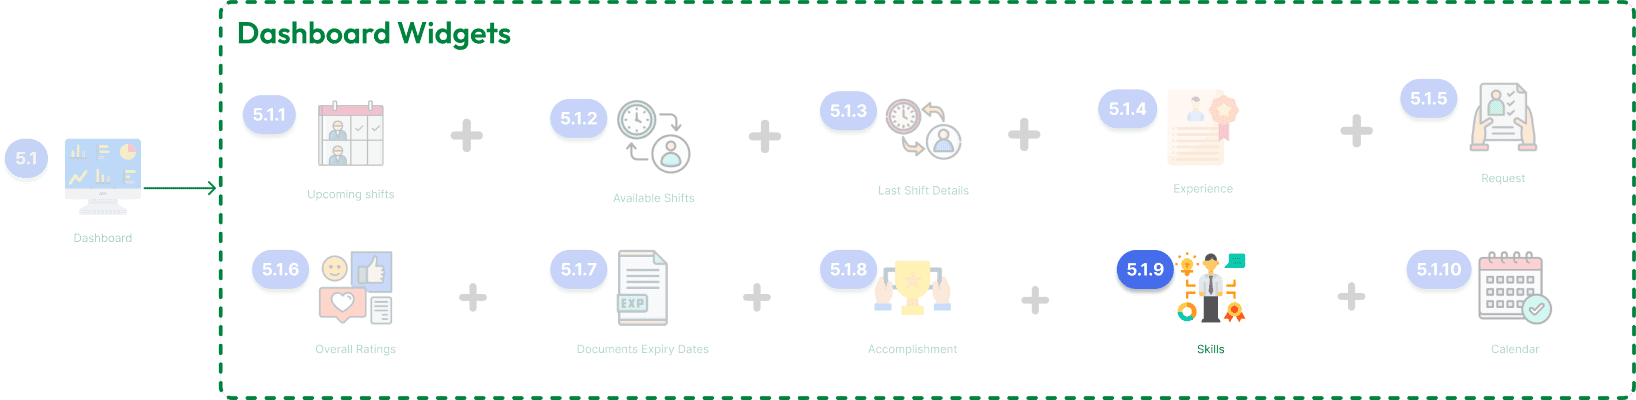 Dashboard Widgets
5.1
Dashboard
5.1.1
Upcoming shifts
5.1.2
Available Shifts
5.1.3
Last Shift Details
5.1.4
Experience
5.1.5
Request
5.1.6
Overall Ratings
5.1.7
EXP
Documents Expiry Dates
5.1.8
Accomplishment
5.1.9
Skills
5.1.10
Calendar